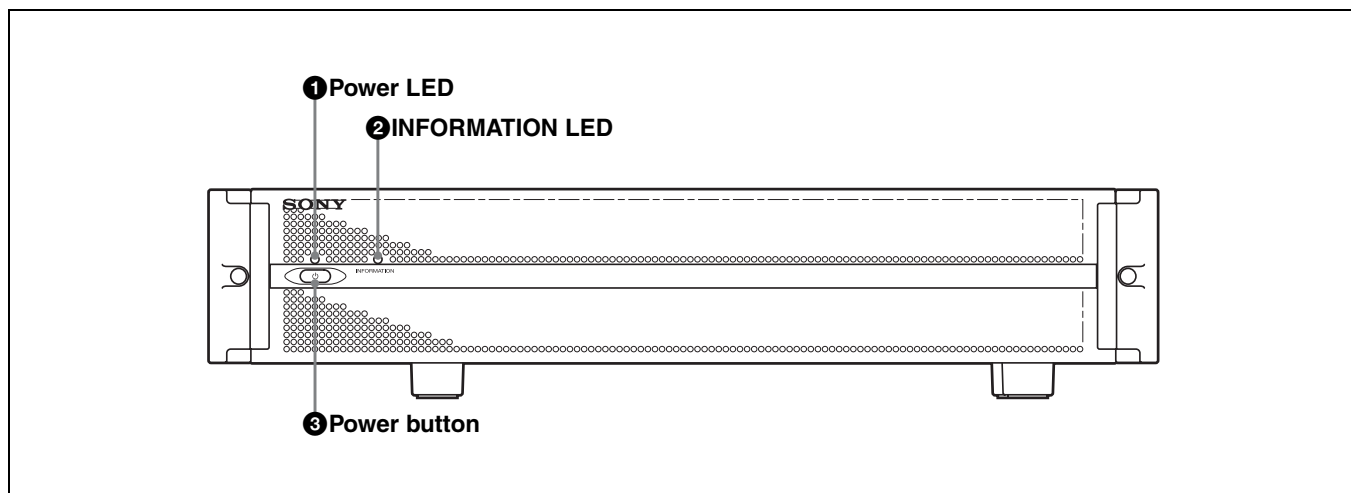 ❶Power LED
❷INFORMATION LED
SONY
INFORMATION
❸Power button